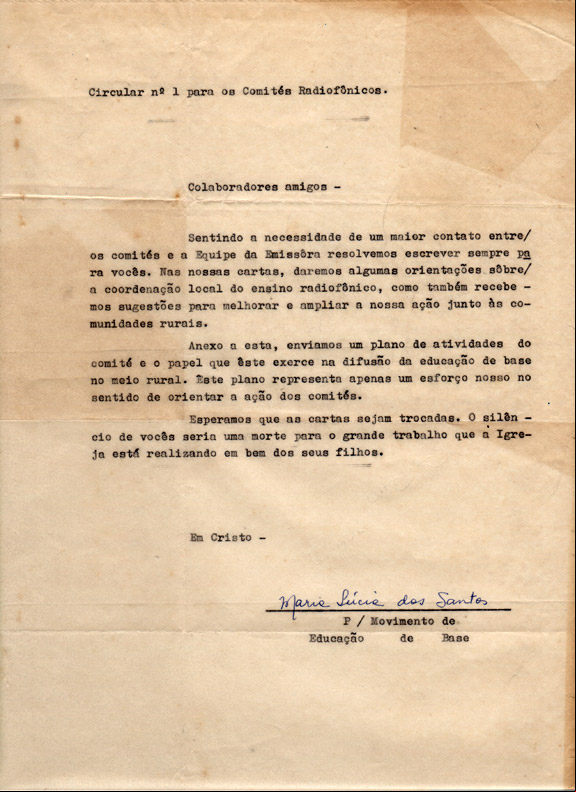 Circular nº 1 para os Comités Radiofônicos.
Colaboradores amigos -
Sentindo a necessidade de um maior contato entre/
os comités e a Equipe da Emissôra resolvemos escrever sempre pa
ra vocês. Nas nossas cartas, daremos algumas orientações sôbre/
a coordenação local do ensino radiofônico, como também recebe -
mos sugestões para melhorar e ampliar a nossa ação junto às co-
munidades rurais.
Anexo a esta, enviamos um plano de atividades do
comité e o papel que êste exerce na difusão da educação de base
no meio rural. Este plano representa apenas um esforço nosso no
sentido de orientar a ação dos comités.
Esperamos que as cartas sejam trocadas. O silên -
cio de vocês seria uma morte para o grande trabalho que a Igre-
ja está realizando em bem dos seus filhos.
Em Cristo -
Maria Lúcia dos Santos
P / Movimento de
Educação de Base